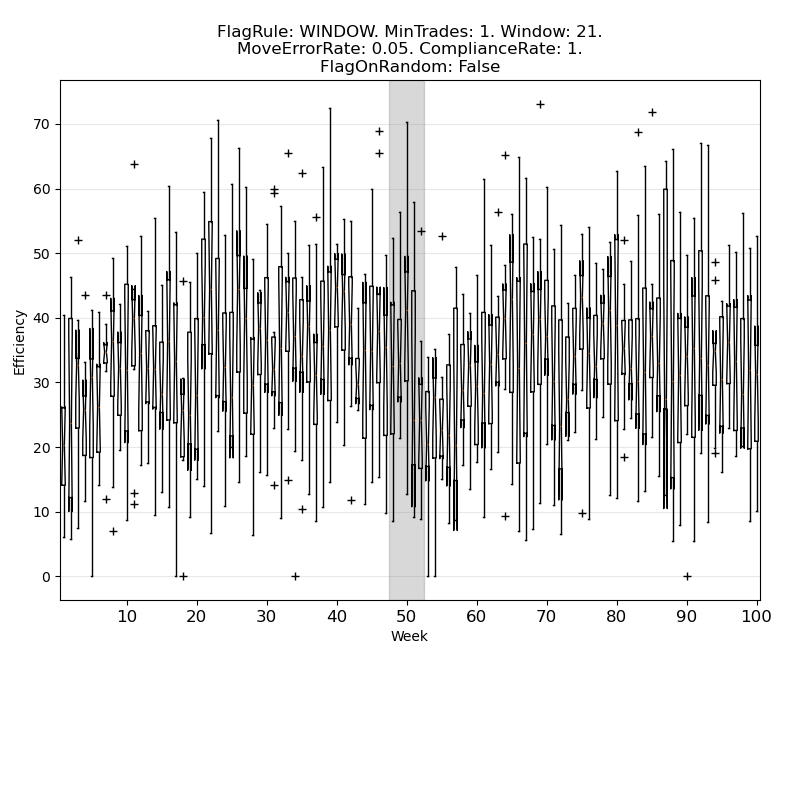 FlagRule: WINDOW. MinTrades: 1. Window: 21.
MoveErrorRate: 0.05. ComplianceRate: 1.
FlagOnRandom: False
70
60
50
40
30
20
10
0
Efficiency
10 20 30 40 50 60 70 80 90 100
Week